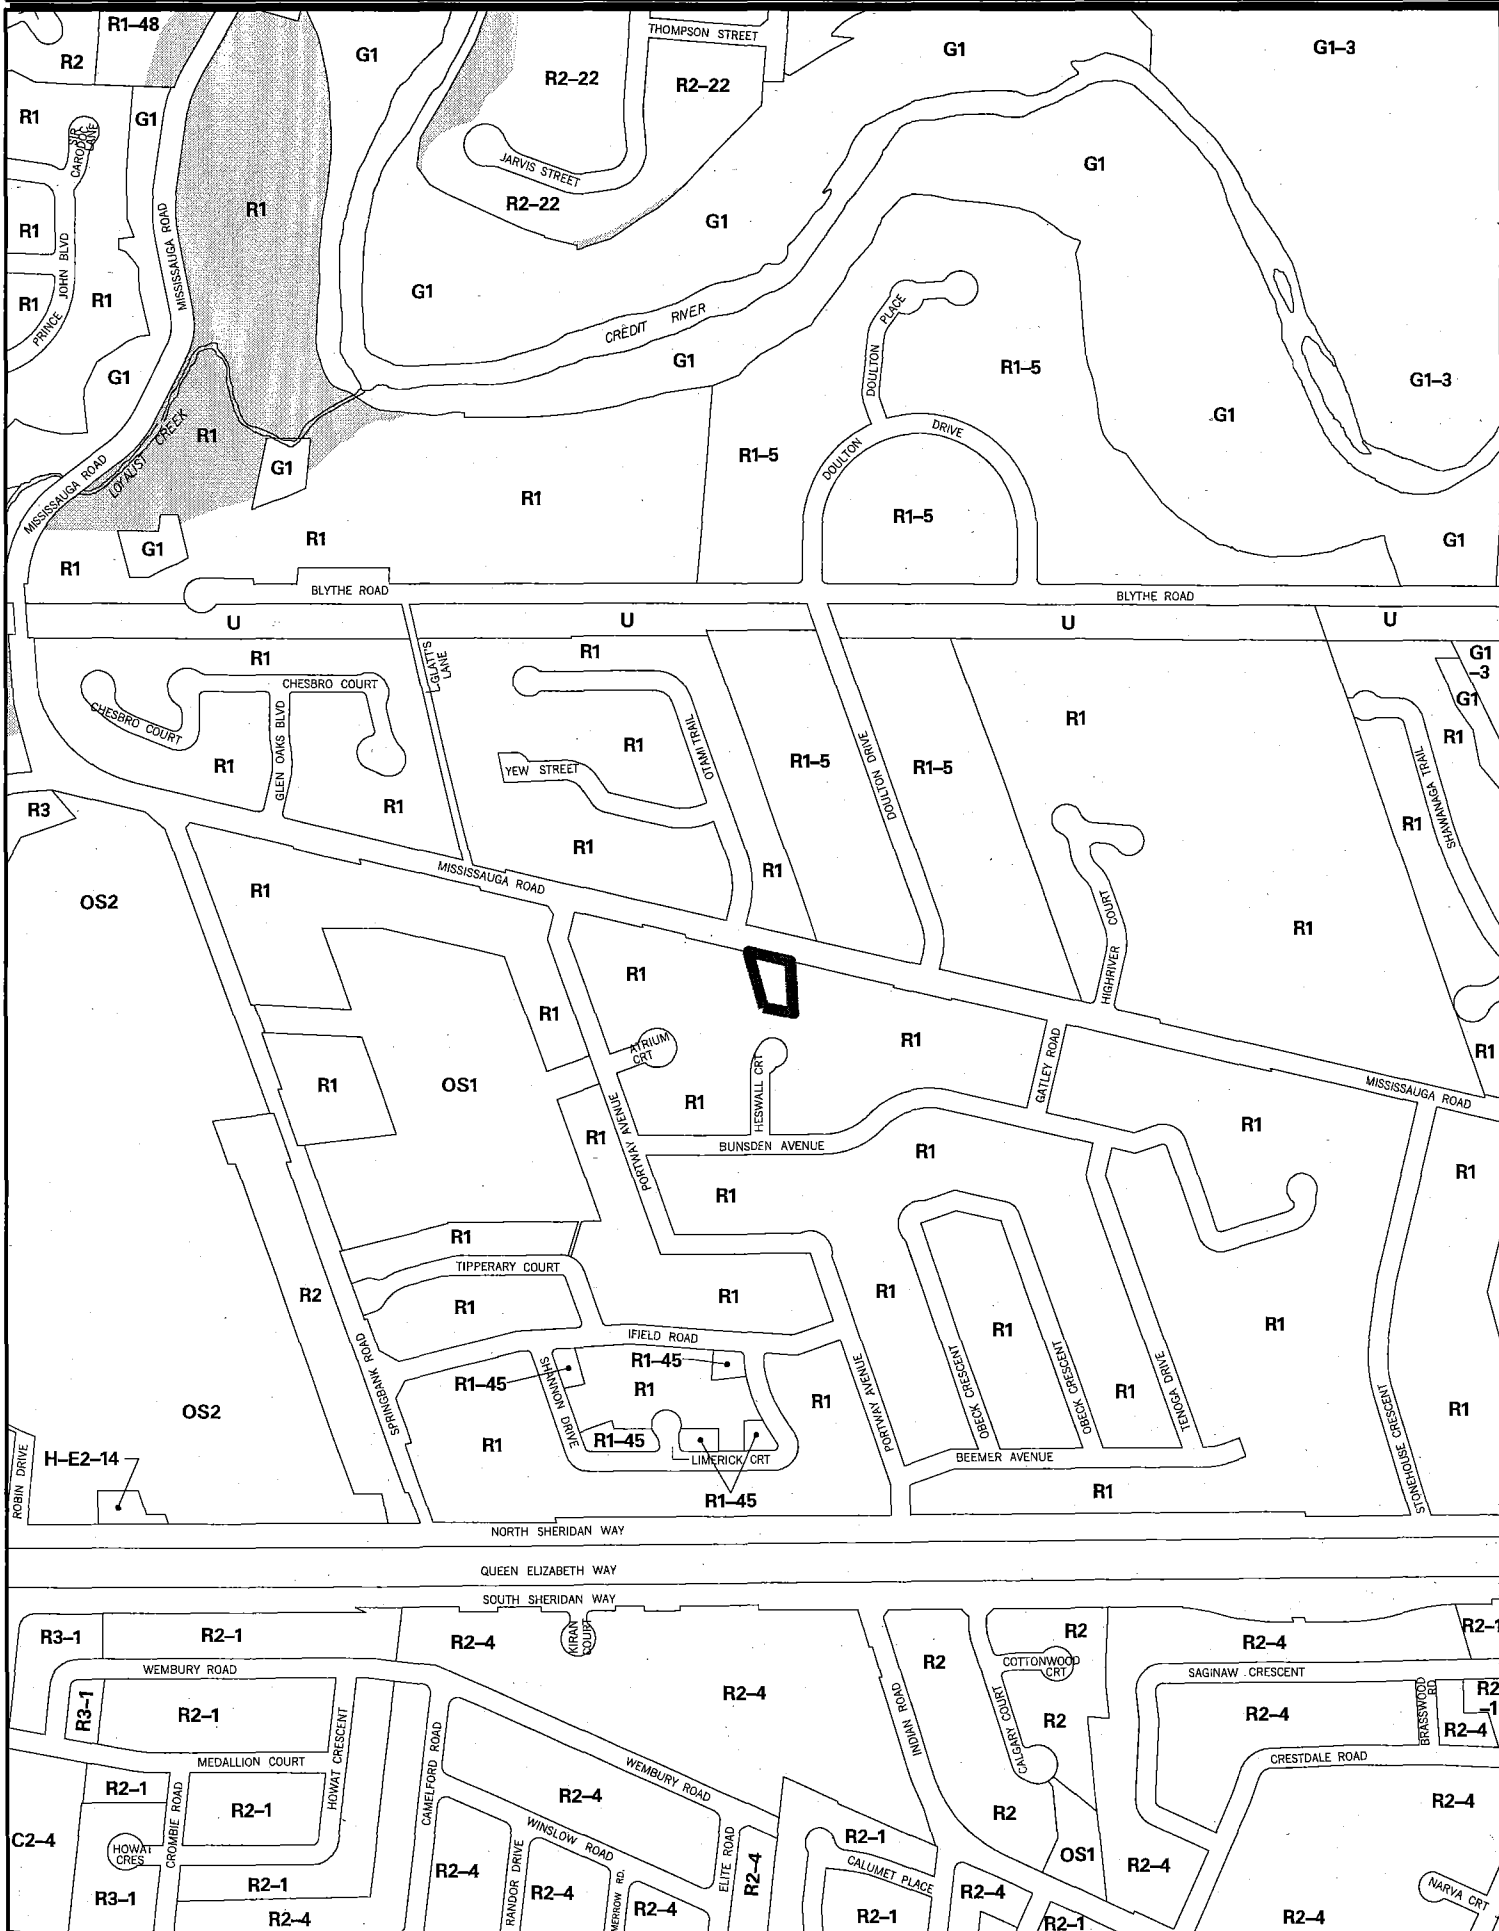 R1–48
THOMPSON STREET
G1
G1
G1–3
R2
R2–22
R2–22
R1
G1
SIR
CARODOC
LANE
JARVIS STREET
G1
R1
R2–22
G1
R1
MISSISSAUGA ROAD
PRINCE JOHN BLVD
R1
R1
G1
CREDIT RIVER
G1
DOULTON PLACE
R1–5
G1
G1–3
G1
R1
LOYALIST CREEK
DOULTON DRIVE
R1–5
G1
MISSISSAUGA ROAD
R1
R1–5
G1
R1
R1
G1
BLYTHE ROAD
BLYTHE ROAD
U
U
U
U
R1
GLATT'S
LANE
R1
G1
–3
CHESBRO COURT
CHESBRO COURT
GLEN OAKS BLVD
G1
R1
OTAMI TRAIL
R1
R1
R1
YEW STREET
R1–5
DOULTON DRIVE
R1–5
SHAWANAGA TRAIL
R3
R1
R1
R1
R1
MISSISSAUGA ROAD
R1
OS2
HIGHRIVER COURT
R1
R1
R1
R1
ATRIUM
CRT
R1
GATLEY ROAD
R1
R1
OS1
HESWALL CRT
R1
MISSISSAUGA ROAD
PORTWAY AVENUE
R1
BUNSDEN AVENUE
R1
R1
R1
R1
R1
TIPPERARY COURT
R2
R1
R1
R1
R1
R1
IFIELD ROAD
SPRINGBANK ROAD
R1–45
R1–45
R1
SHANNON DRIVE
R1
PORTWAY AVENUE
OBECK CRESCENT
OBECK CRESCENT
R1
TENOGA DRIVE
STONEHOUSE CRESCENT
R1
OS2
R1
R1–45
LIMERICK CRT
BEEMER AVENUE
H–E2–14
ROBIN DRIVE
R1–45
R1
NORTH SHERIDAN WAY
QUEEN ELIZABETH WAY
SOUTH SHERIDAN WAY
R3–1
R2–1
R2–4
KIRAN
COURT
R2
R2
R2–4
R2–1
WEMBURY ROAD
COTTONWOOD
CRT
SAGINAW CRESCENT
R3–1
R2–1
R2–4
INDIAN ROAD
CALGARY COURT
R2
R2–4
BRASSWOOD
RD
R2
–1
R2–4
MEDALLION COURT
HOWAT CRESCENT
CAMELFORD ROAD
WEMBURY ROAD
CRESTDALE ROAD
R2–1
CROMBIE ROAD
R2–1
R2–4
R2
R2–4
C2–4
HOWAT
CRES
WINSLOW ROAD
R2–1
OS1
R2–4
R3–1
R2–1
R2–4
RANDOR DRIVE
R2–4
MERROW RD.
R2–4
ELITE ROAD
R2–4
CALUMET PLACE
R2–4
NARVA CRT
R2–4
R2–1
R2–1
R2–4